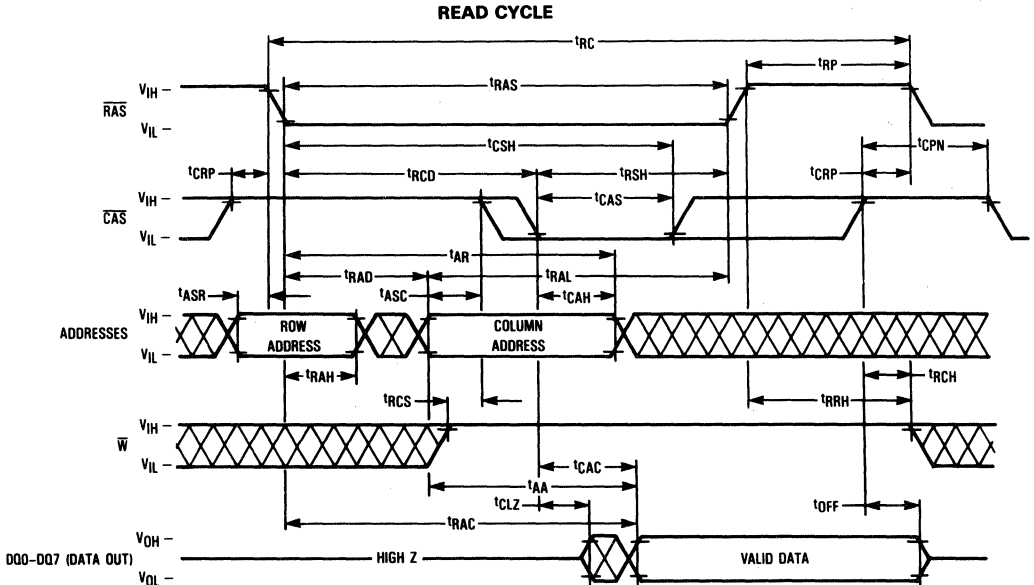 READ CYCLE
tRC
tRP
VIH
tRAS
RAS
VIL
tCSH
tCPN
tCRP
tRCD
tRSH
tCRP
VIH
tCAS
CAS
VIL
tAR
tRAD
tRAL
tASR
tASC
tCAH
VIH
ADDRESSES
ROW ADDRESS
COLUMN ADDRESS
VIL
tRAH
tRCH
tRCS
tRRH
VIH
W
VIL
tCAC
tAA
tCLZ
tOFF
tRAC
VOH
DQ0–DQ7 (DATA OUT)
HIGH Z
VALID DATA
VOL